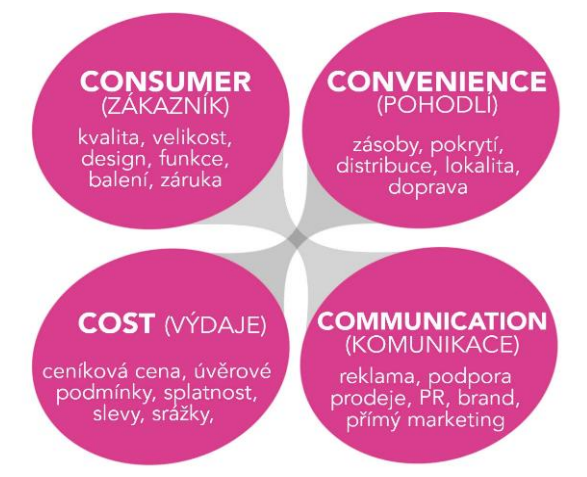 CONSUMER
(ZÁKAZNÍK)
kvalita, velikost,
design, funkce,
balení, záruka
CONVENIENCE
(POHODLÍ)
zásoby, pokrytí,
distribuce, lokalita,
doprava
COST (VÝDAJE)
ceníková cena, úvěrové
podmínky, splatnost,
slevy, srážky,
COMMUNICATION
(KOMUNIKACE)
reklama, podpora
prodeje, PR, brand,
přímý marketing